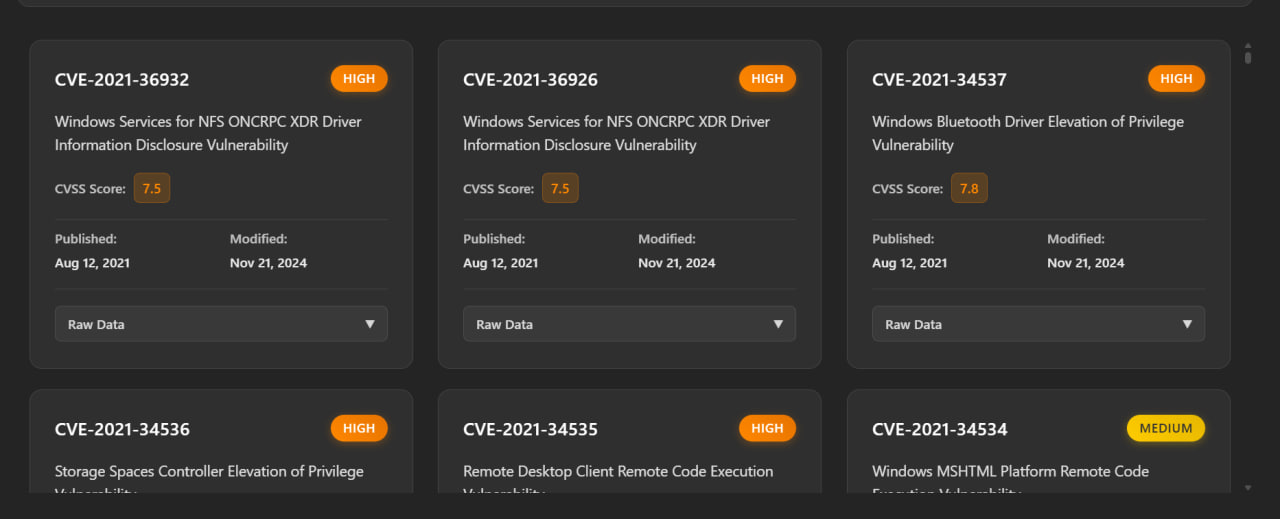 CVE-2021-36932
HIGH
Windows Services for NFS ONCRPC XDR Driver
Information Disclosure Vulnerability
CVSS Score: 7.5
Published:
Aug 12, 2021
Modified:
Nov 21, 2024
Raw Data
CVE-2021-36926
HIGH
Windows Services for NFS ONCRPC XDR Driver
Information Disclosure Vulnerability
CVSS Score: 7.5
Published:
Aug 12, 2021
Modified:
Nov 21, 2024
Raw Data
CVE-2021-34537
HIGH
Windows Bluetooth Driver Elevation of Privilege
Vulnerability
CVSS Score: 7.8
Published:
Aug 12, 2021
Modified:
Nov 21, 2024
Raw Data
CVE-2021-34536
HIGH
Storage Spaces Controller Elevation of Privilege
Vulnerability
CVE-2021-34535
HIGH
Remote Desktop Client Remote Code Execution
Vulnerability
CVE-2021-34534
MEDIUM
Windows MSHTML Platform Remote Code
Execution Vulnerability